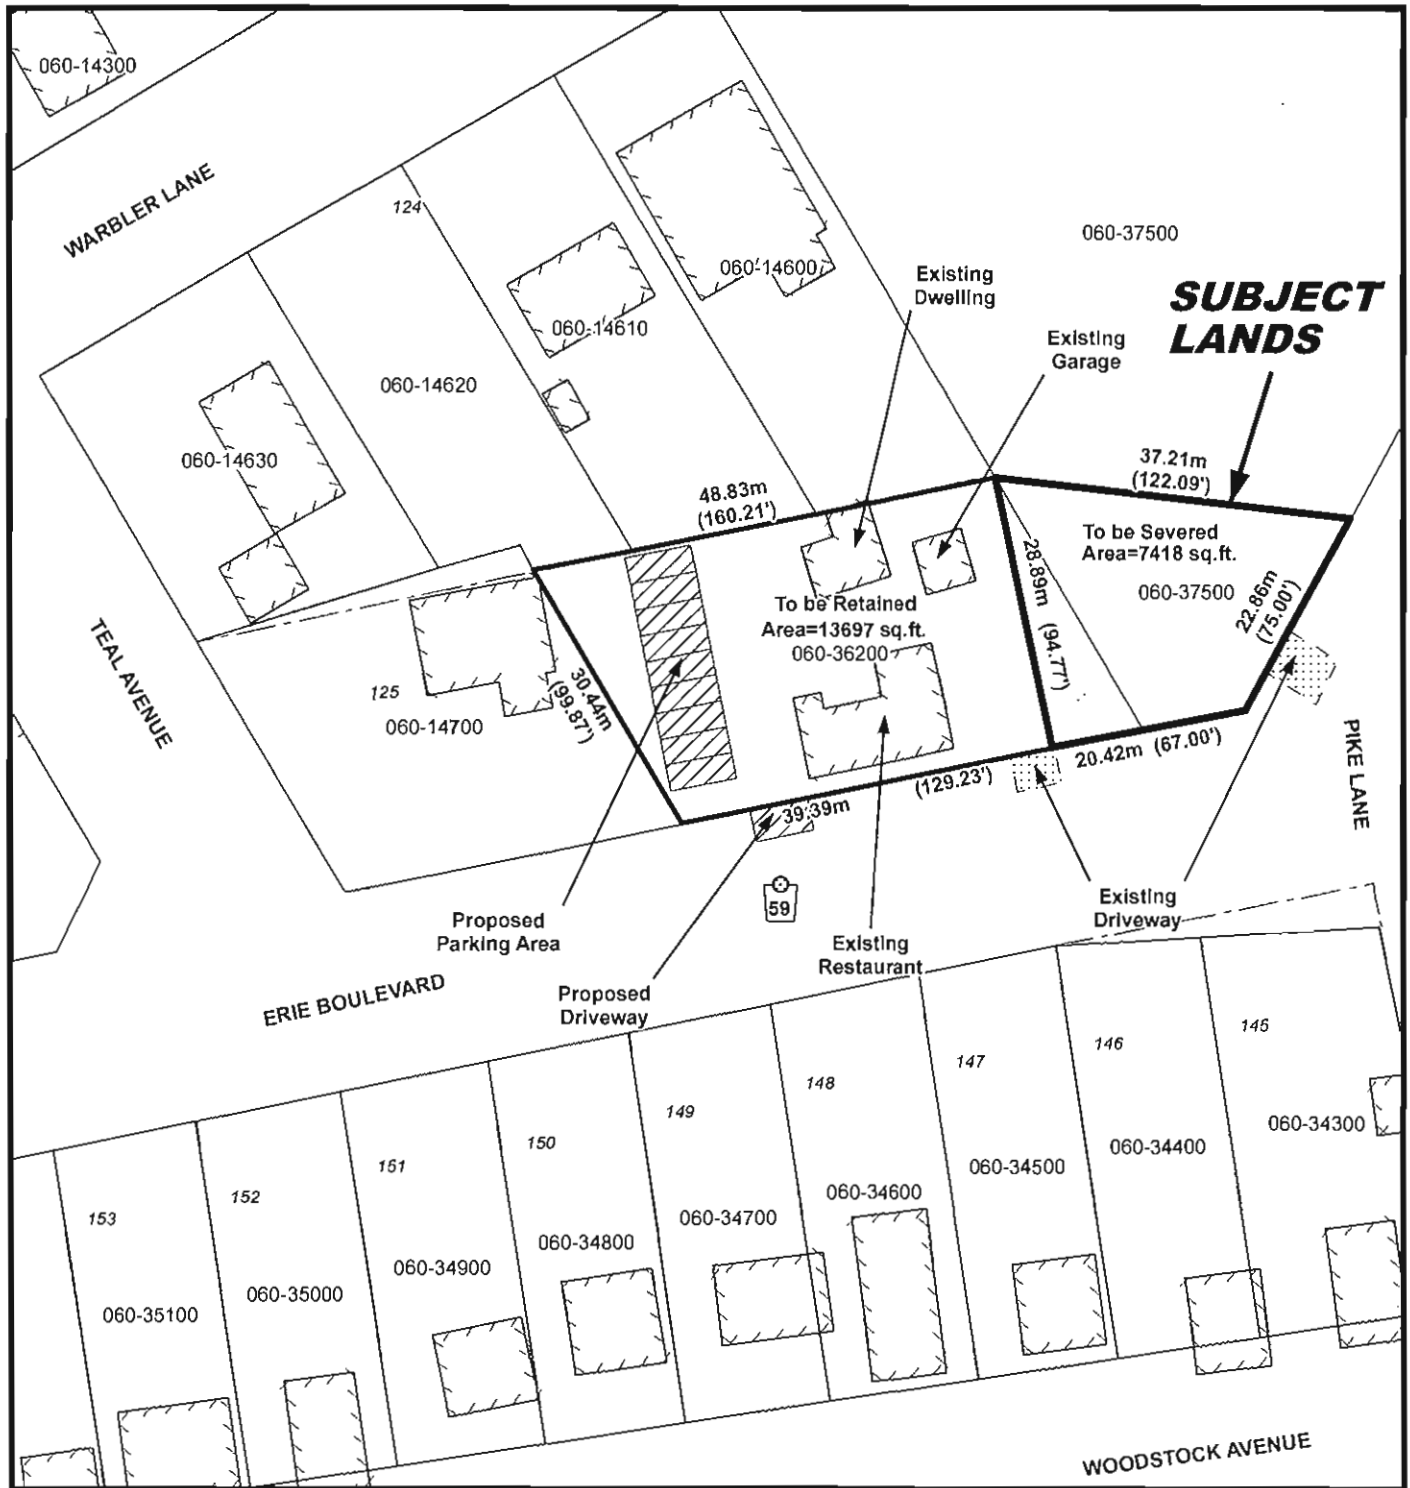 060-14300
WARBLER LANE
124
060-37500
060-14600
Existing
Dwelling
SUBJECT
LANDS
060-14610
Existing
Garage
060-14620
060-14630
37.21m
(122.09')
48.83m
(160.21')
To be Severed
Area=7418 sq.ft.
28.89m (94.77')
060-37500
22.86m
(75.00')
To be Retained
Area=13697 sq.ft.
060-36200
TEAL AVENUE
125
060-14700
30.44m
(99.87')
PIKE LANE
20.42m (67.00')
39.39m
(129.23')
59
Existing
Driveway
Proposed
Parking Area
Existing
Restaurant
Proposed
Driveway
ERIE BOULEVARD
145
146
147
148
149
150
151
152
153
060-34300
060-34400
060-34500
060-34600
060-34700
060-34800
060-34900
060-35000
060-35100
WOODSTOCK AVENUE